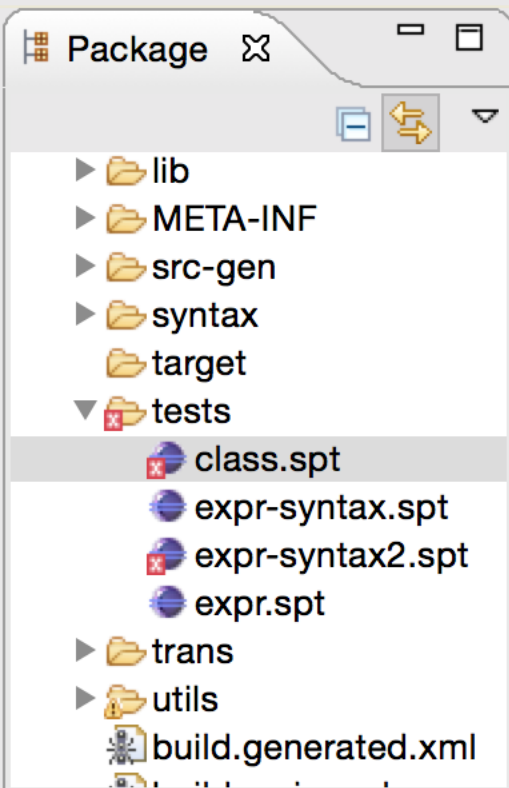 Package
lib
META-INF
src-gen
syntax
target
tests
class.spt
expr-syntax.spt
expr-syntax2.spt
expr.spt
trans
utils
build.generated.xml